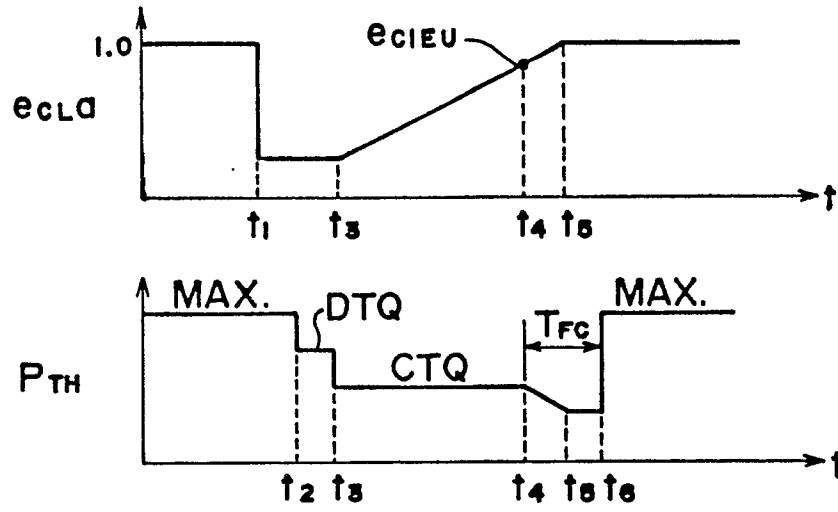 1.0
eCIEU
eCLa
t
t1 t3 t4 t5
MAX. DTQ MAX.
TFC
CTQ
PTH
t
t2 t3 t4 t5 t6